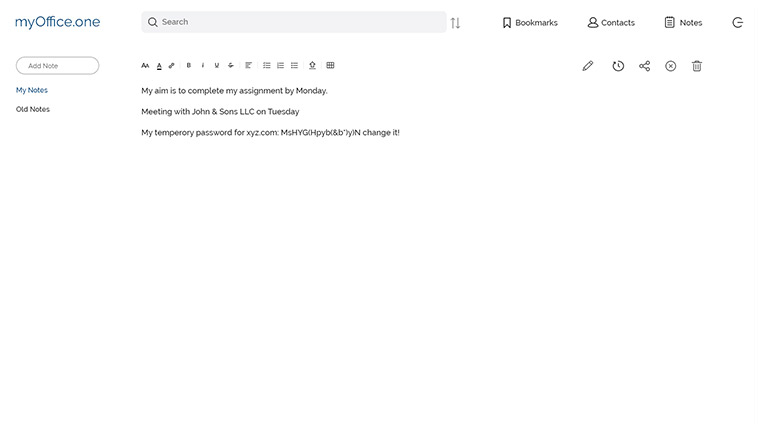 myOffice.one
Search
Bookmarks
Contacts
Notes
Add Note
My Notes
Old Notes
My aim is to complete my assignment by Monday.
Meeting with John & Sons LLC on Tuesday
My temperory password for xyz.com: MsHYG(Hpyb(&b*)y)N change it!